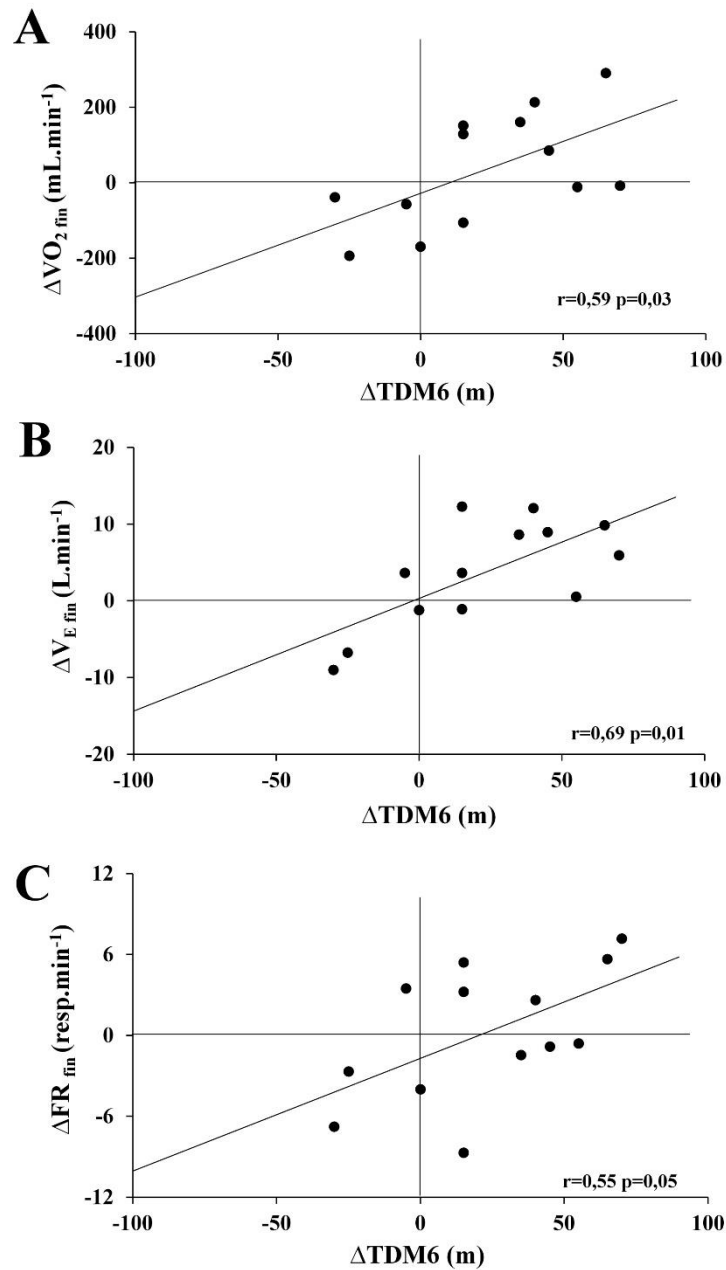 A
ΔVO₂ fin (mL.min⁻¹)
400
200
0
-200
-400
r=0,59 p=0,03
-100 -50 0 50 100
ΔTDM6 (m)
B
ΔV_E fin (L.min⁻¹)
20
10
0
-10
-20
r=0,69 p=0,01
-100 -50 0 50 100
ΔTDM6 (m)
C
ΔFR fin (resp.min⁻¹)
12
6
0
-6
-12
r=0,55 p=0,05
-100 -50 0 50 100
ΔTDM6 (m)